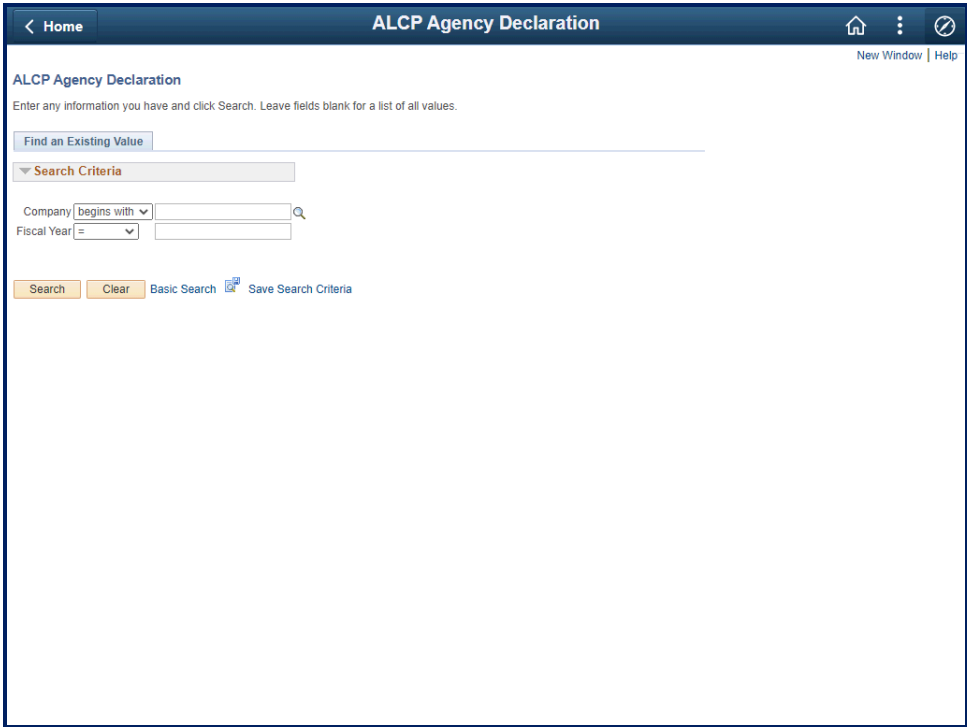 Home
ALCP Agency Declaration
New Window | Help
ALCP Agency Declaration
Enter any information you have and click Search. Leave fields blank for a list of all values.
Find an Existing Value
Search Criteria
Company begins with
Fiscal Year =
Search Clear Basic Search Save Search Criteria